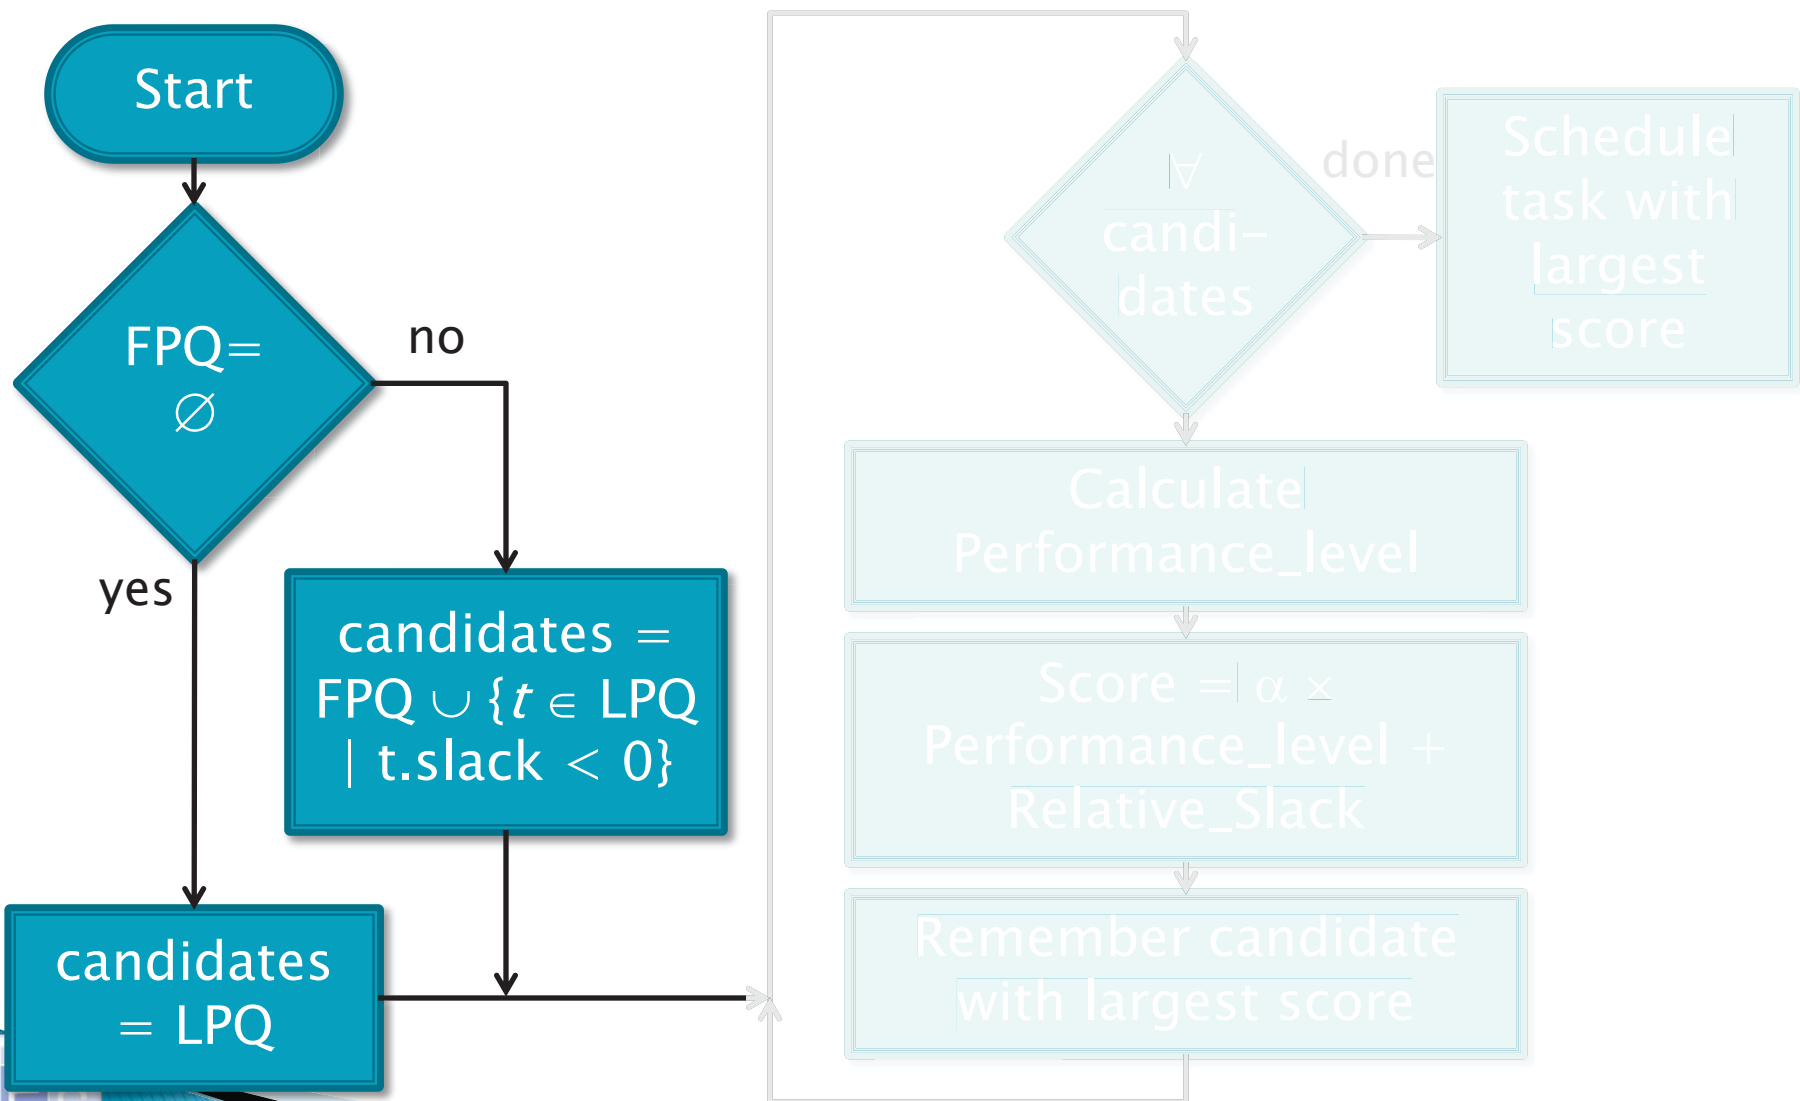 Start
FPQ=
∅
no
yes
candidates =
FPQ ∪ {t ∈ LPQ
| t.slack < 0}
candidates
= LPQ
∀
candi-
dates
done
Schedule
task with
largest
score
Calculate
Performance_level
Score = α ×
Performance_level +
Relative_Slack
Remember candidate
with largest score